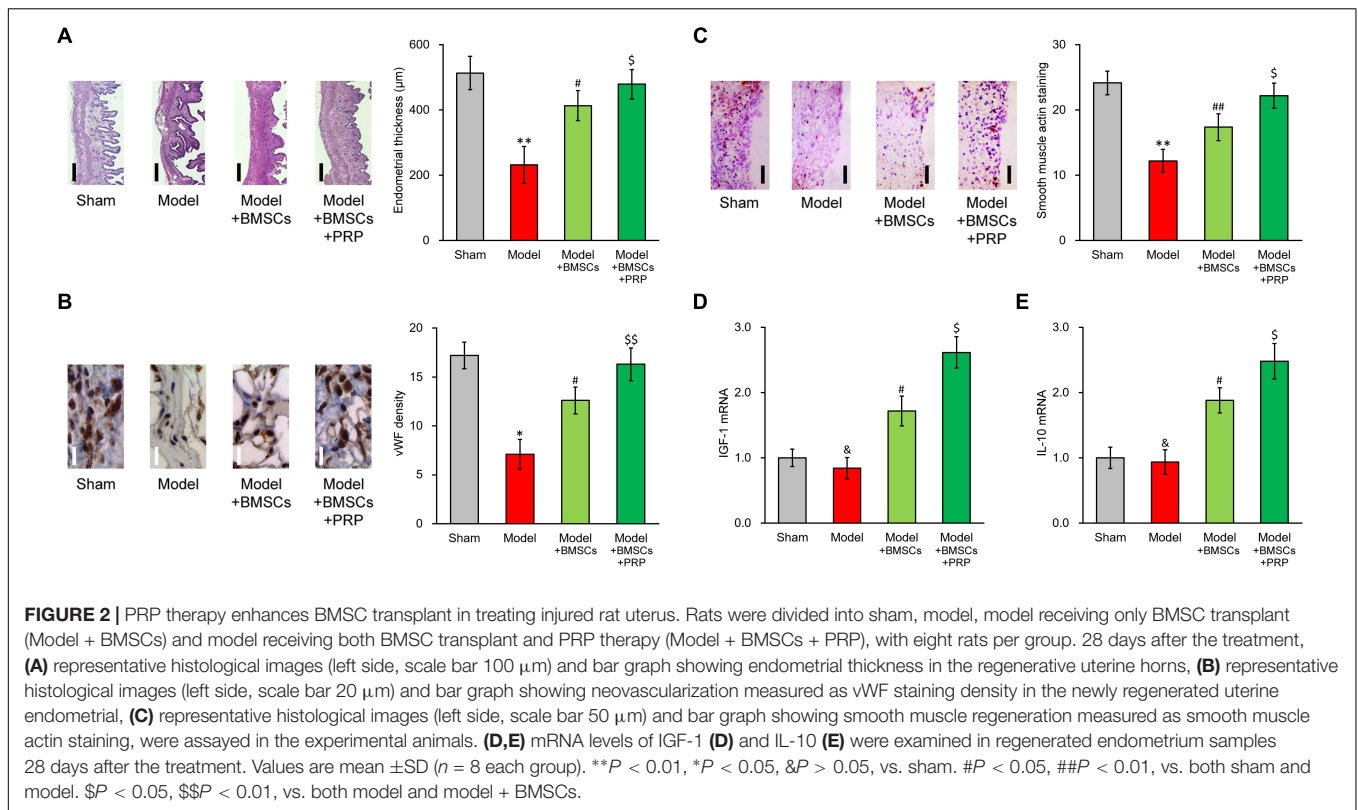 A
Sham
Model
Model
+BMSCs
Model
+BMSCs
+PRP
Endometrial thickness (μm)
600
400
200
0
**
#
$
Sham
Model
Model
+BMSCs
Model
+BMSCs
+PRP
C
Sham
Model
Model
+BMSCs
Model
+BMSCs
+PRP
Smooth muscle actin staining
30
20
10
0
**
##
$
Sham
Model
Model
+BMSCs
Model
+BMSCs
+PRP
B
Sham
Model
Model
+BMSCs
Model
+BMSCs
+PRP
vWF density
20
15
10
5
0
*
#
$$
Sham
Model
Model
+BMSCs
Model
+BMSCs
+PRP
D
IGF-1 mRNA
3.0
2.0
1.0
0.0
&
#
$
Sham
Model
Model
+BMSCs
Model
+BMSCs
+PRP
E
IL-10 mRNA
3.0
2.0
1.0
0.0
&
#
$
Sham
Model
Model
+BMSCs
Model
+BMSCs
+PRP
FIGURE 2 | PRP therapy enhances BMSC transplant in treating injured rat uterus. Rats were divided into sham, model, model receiving only BMSC transplant
(Model + BMSCs) and model receiving both BMSC transplant and PRP therapy (Model + BMSCs + PRP), with eight rats per group. 28 days after the treatment,
(A) representative histological images (left side, scale bar 100 μm) and bar graph showing endometrial thickness in the regenerative uterine horns, (B) representative
histological images (left side, scale bar 20 μm) and bar graph showing neovascularization measured as vWF staining density in the newly regenerated uterine
endometrial, (C) representative histological images (left side, scale bar 50 μm) and bar graph showing smooth muscle regeneration measured as smooth muscle
actin staining, were assayed in the experimental animals. (D,E) mRNA levels of IGF-1 (D) and IL-10 (E) were examined in regenerated endometrium samples
28 days after the treatment. Values are mean ±SD (n = 8 each group). **P < 0.01, *P < 0.05, &P > 0.05, vs. sham. #P < 0.05, ##P < 0.01, vs. both sham and
model. $P < 0.05, $$P < 0.01, vs. both model and model + BMSCs.